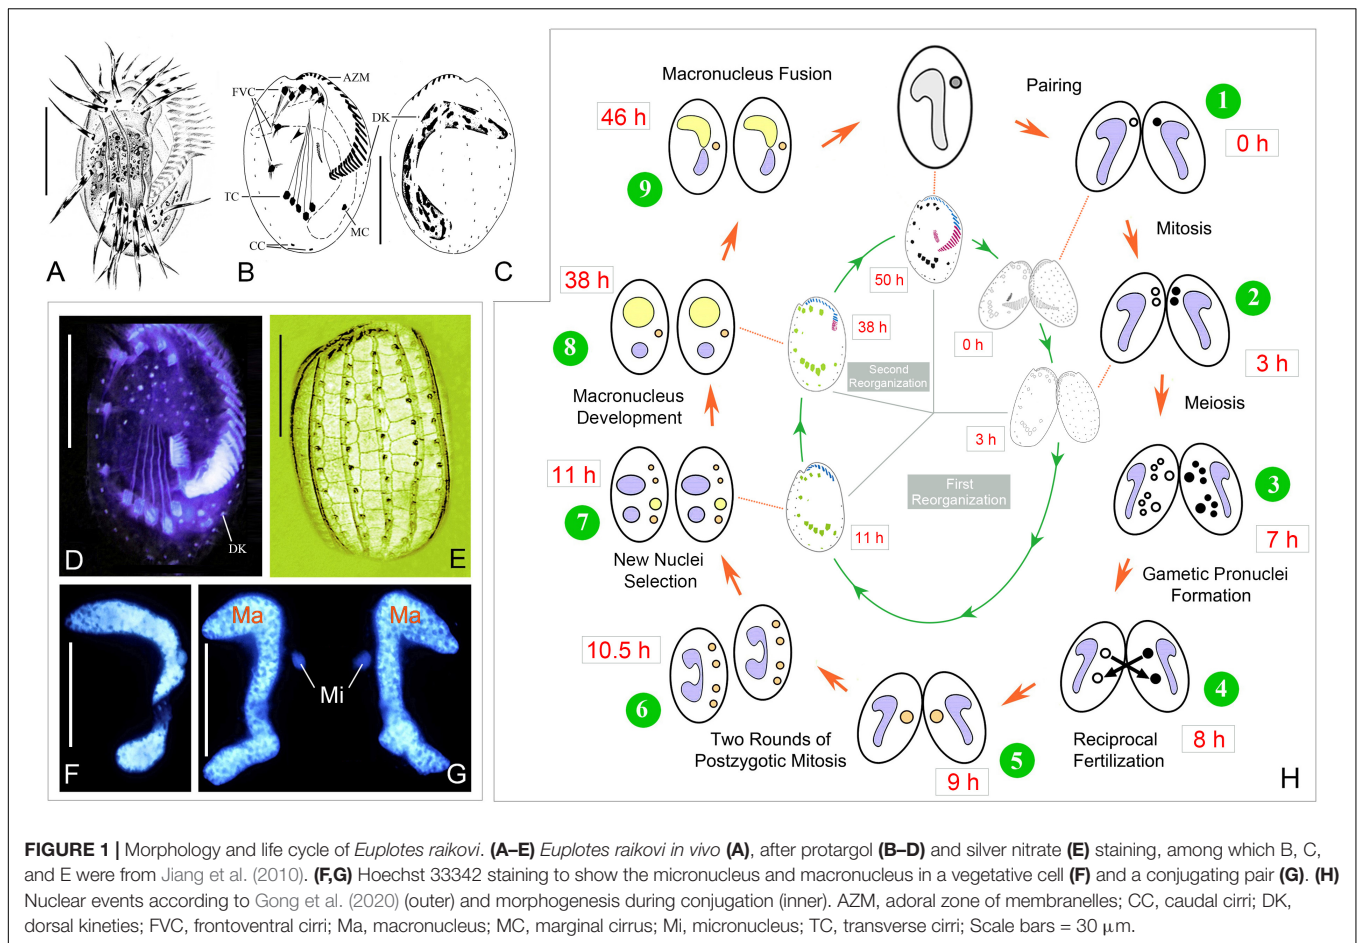 AZM
FVC
DK
TC
CC
MC
A
B
C
D
DK
E
F
Ma
Ma
Mi
G
Macronucleus Fusion
46 h
9
Pairing
1
0 h
Mitosis
2
3 h
Meiosis
3
7 h
Gametic Pronuclei
Formation
4
8 h
Reciprocal
Fertilization
5
9 h
Two Rounds of
Postzygotic Mitosis
6
10.5 h
New Nuclei
Selection
7
11 h
Macronucleus
Development
8
38 h
50 h
0 h
38 h
Second
Reorganization
3 h
First
Reorganization
11 h
H
FIGURE 1 | Morphology and life cycle of Euplotes raikovi. (A–E) Euplotes raikovi in vivo (A), after protargol (B–D) and silver nitrate (E) staining, among which B, C,
and E were from Jiang et al. (2010). (F,G) Hoechst 33342 staining to show the micronucleus and macronucleus in a vegetative cell (F) and a conjugating pair (G). (H)
Nuclear events according to Gong et al. (2020) (outer) and morphogenesis during conjugation (inner). AZM, adoral zone of membranelles; CC, caudal cirri; DK,
dorsal kineties; FVC, frontoventral cirri; Ma, macronucleus; MC, marginal cirrus; Mi, micronucleus; TC, transverse cirri; Scale bars = 30 μm.